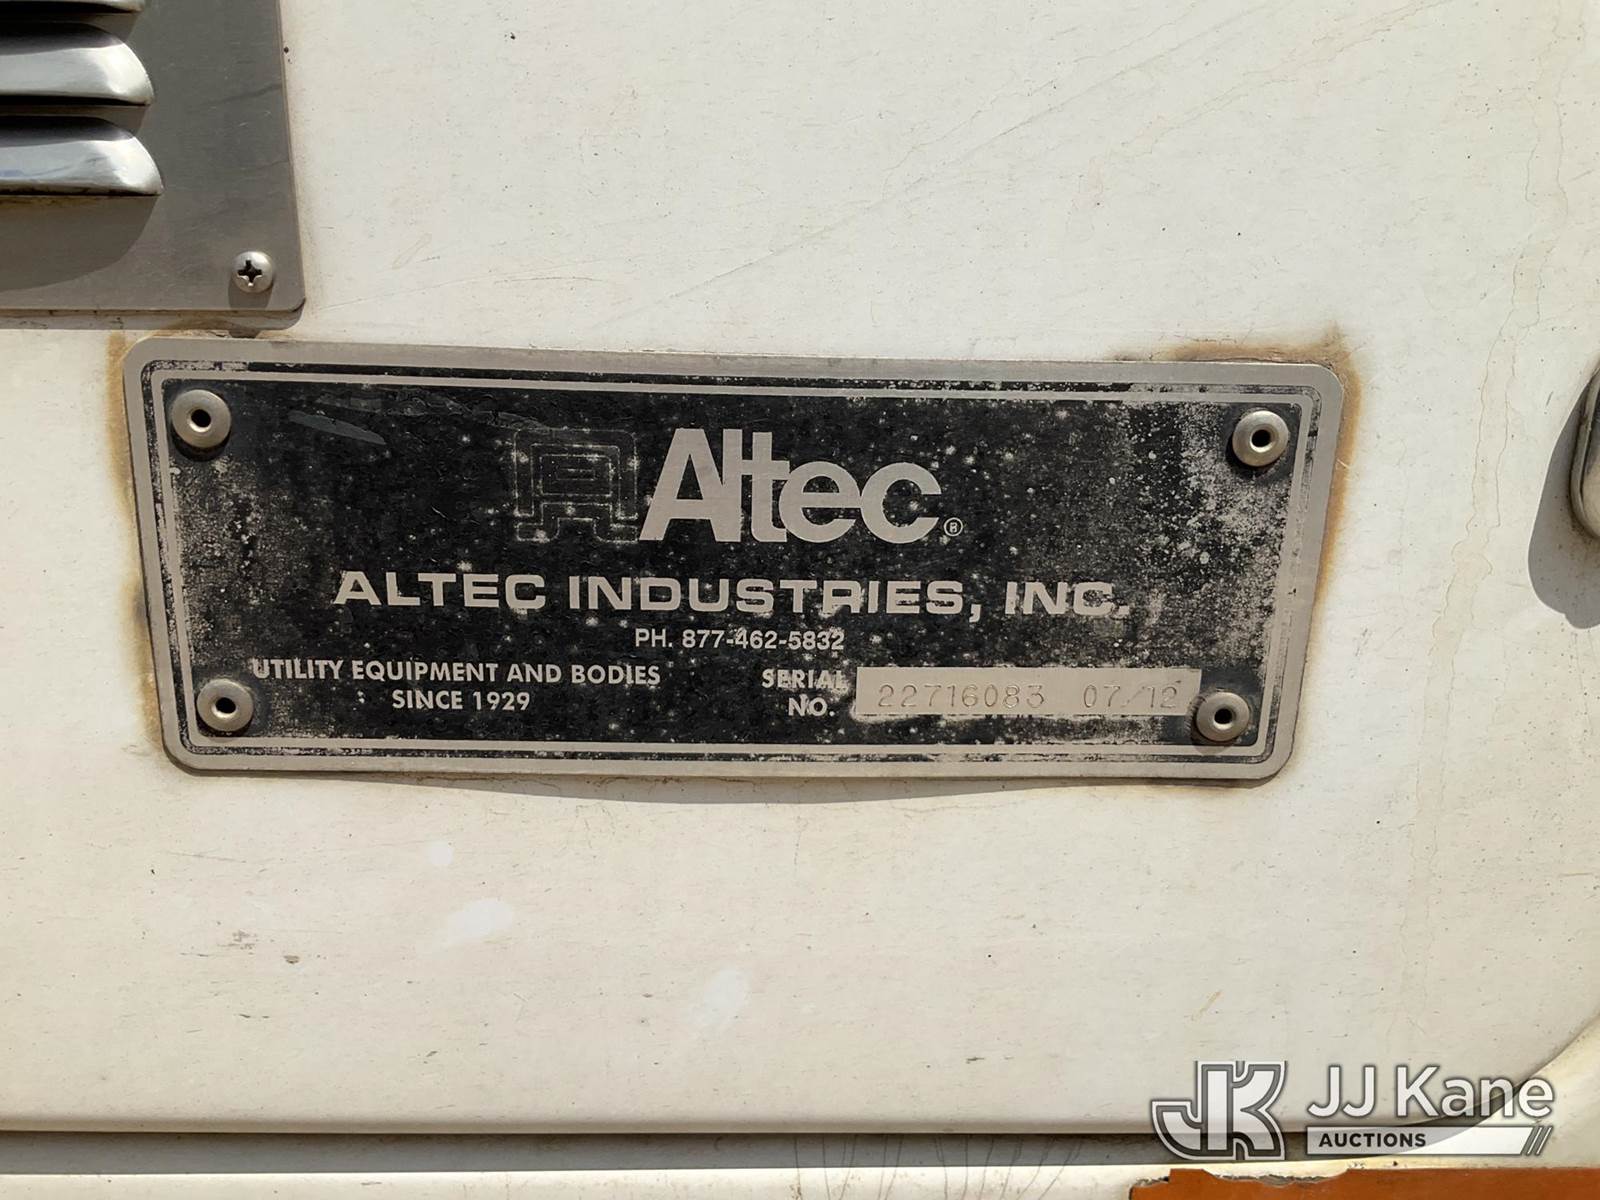 Altec®
ALTEC INDUSTRIES, INC.
PH. 877-462-5832
UTILITY EQUIPMENT AND BODIES
SINCE 1929
SERIAL
NO.
22716083 07/12
JK JJ Kane
AUCTIONS